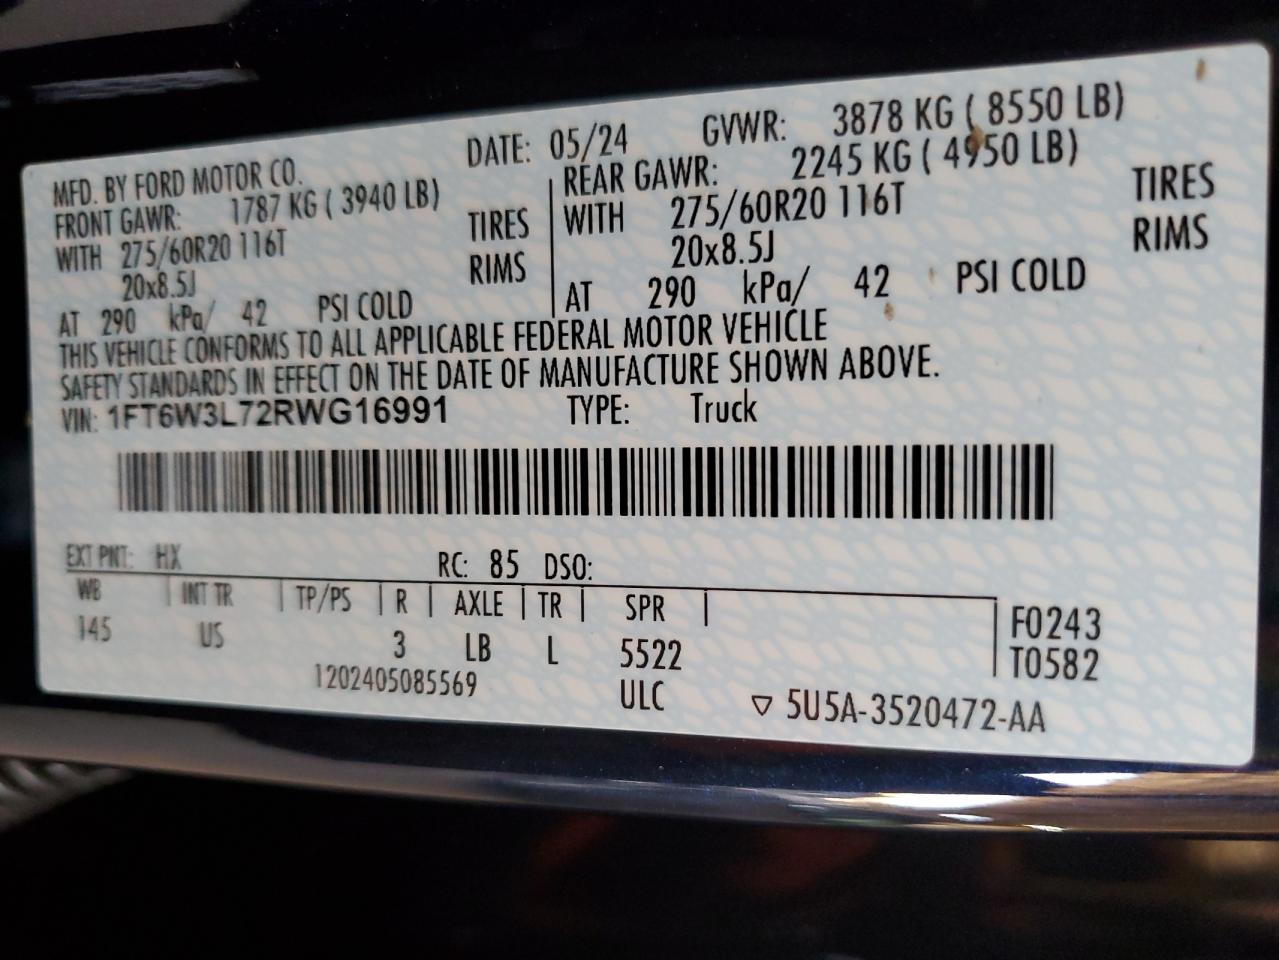 MFD. BY FORD MOTOR CO. DATE: 05/24 GVWR: 3878 KG ( 8550 LB)
FRONT GAWR: 1787 KG ( 3940 LB)
WITH 275/60R20 116T TIRES
20x8.5J RIMS
AT 290 kPa/ 42 PSI COLD
REAR GAWR: 2245 KG ( 4950 LB)
WITH 275/60R20 116T TIRES
20x8.5J RIMS
AT 290 kPa/ 42 PSI COLD
THIS VEHICLE CONFORMS TO ALL APPLICABLE FEDERAL MOTOR VEHICLE
SAFETY STANDARDS IN EFFECT ON THE DATE OF MANUFACTURE SHOWN ABOVE.
VIN: 1FT6W3L72RWG16991 TYPE: Truck
EXT PNT: HX RC: 85 DSO:
WB | INT TR | TP/PS | R | AXLE | TR | SPR |
145 US 3 LB L 5522
F0243
T0582
1202405085569 ULC ▽ 5U5A-3520472-AA